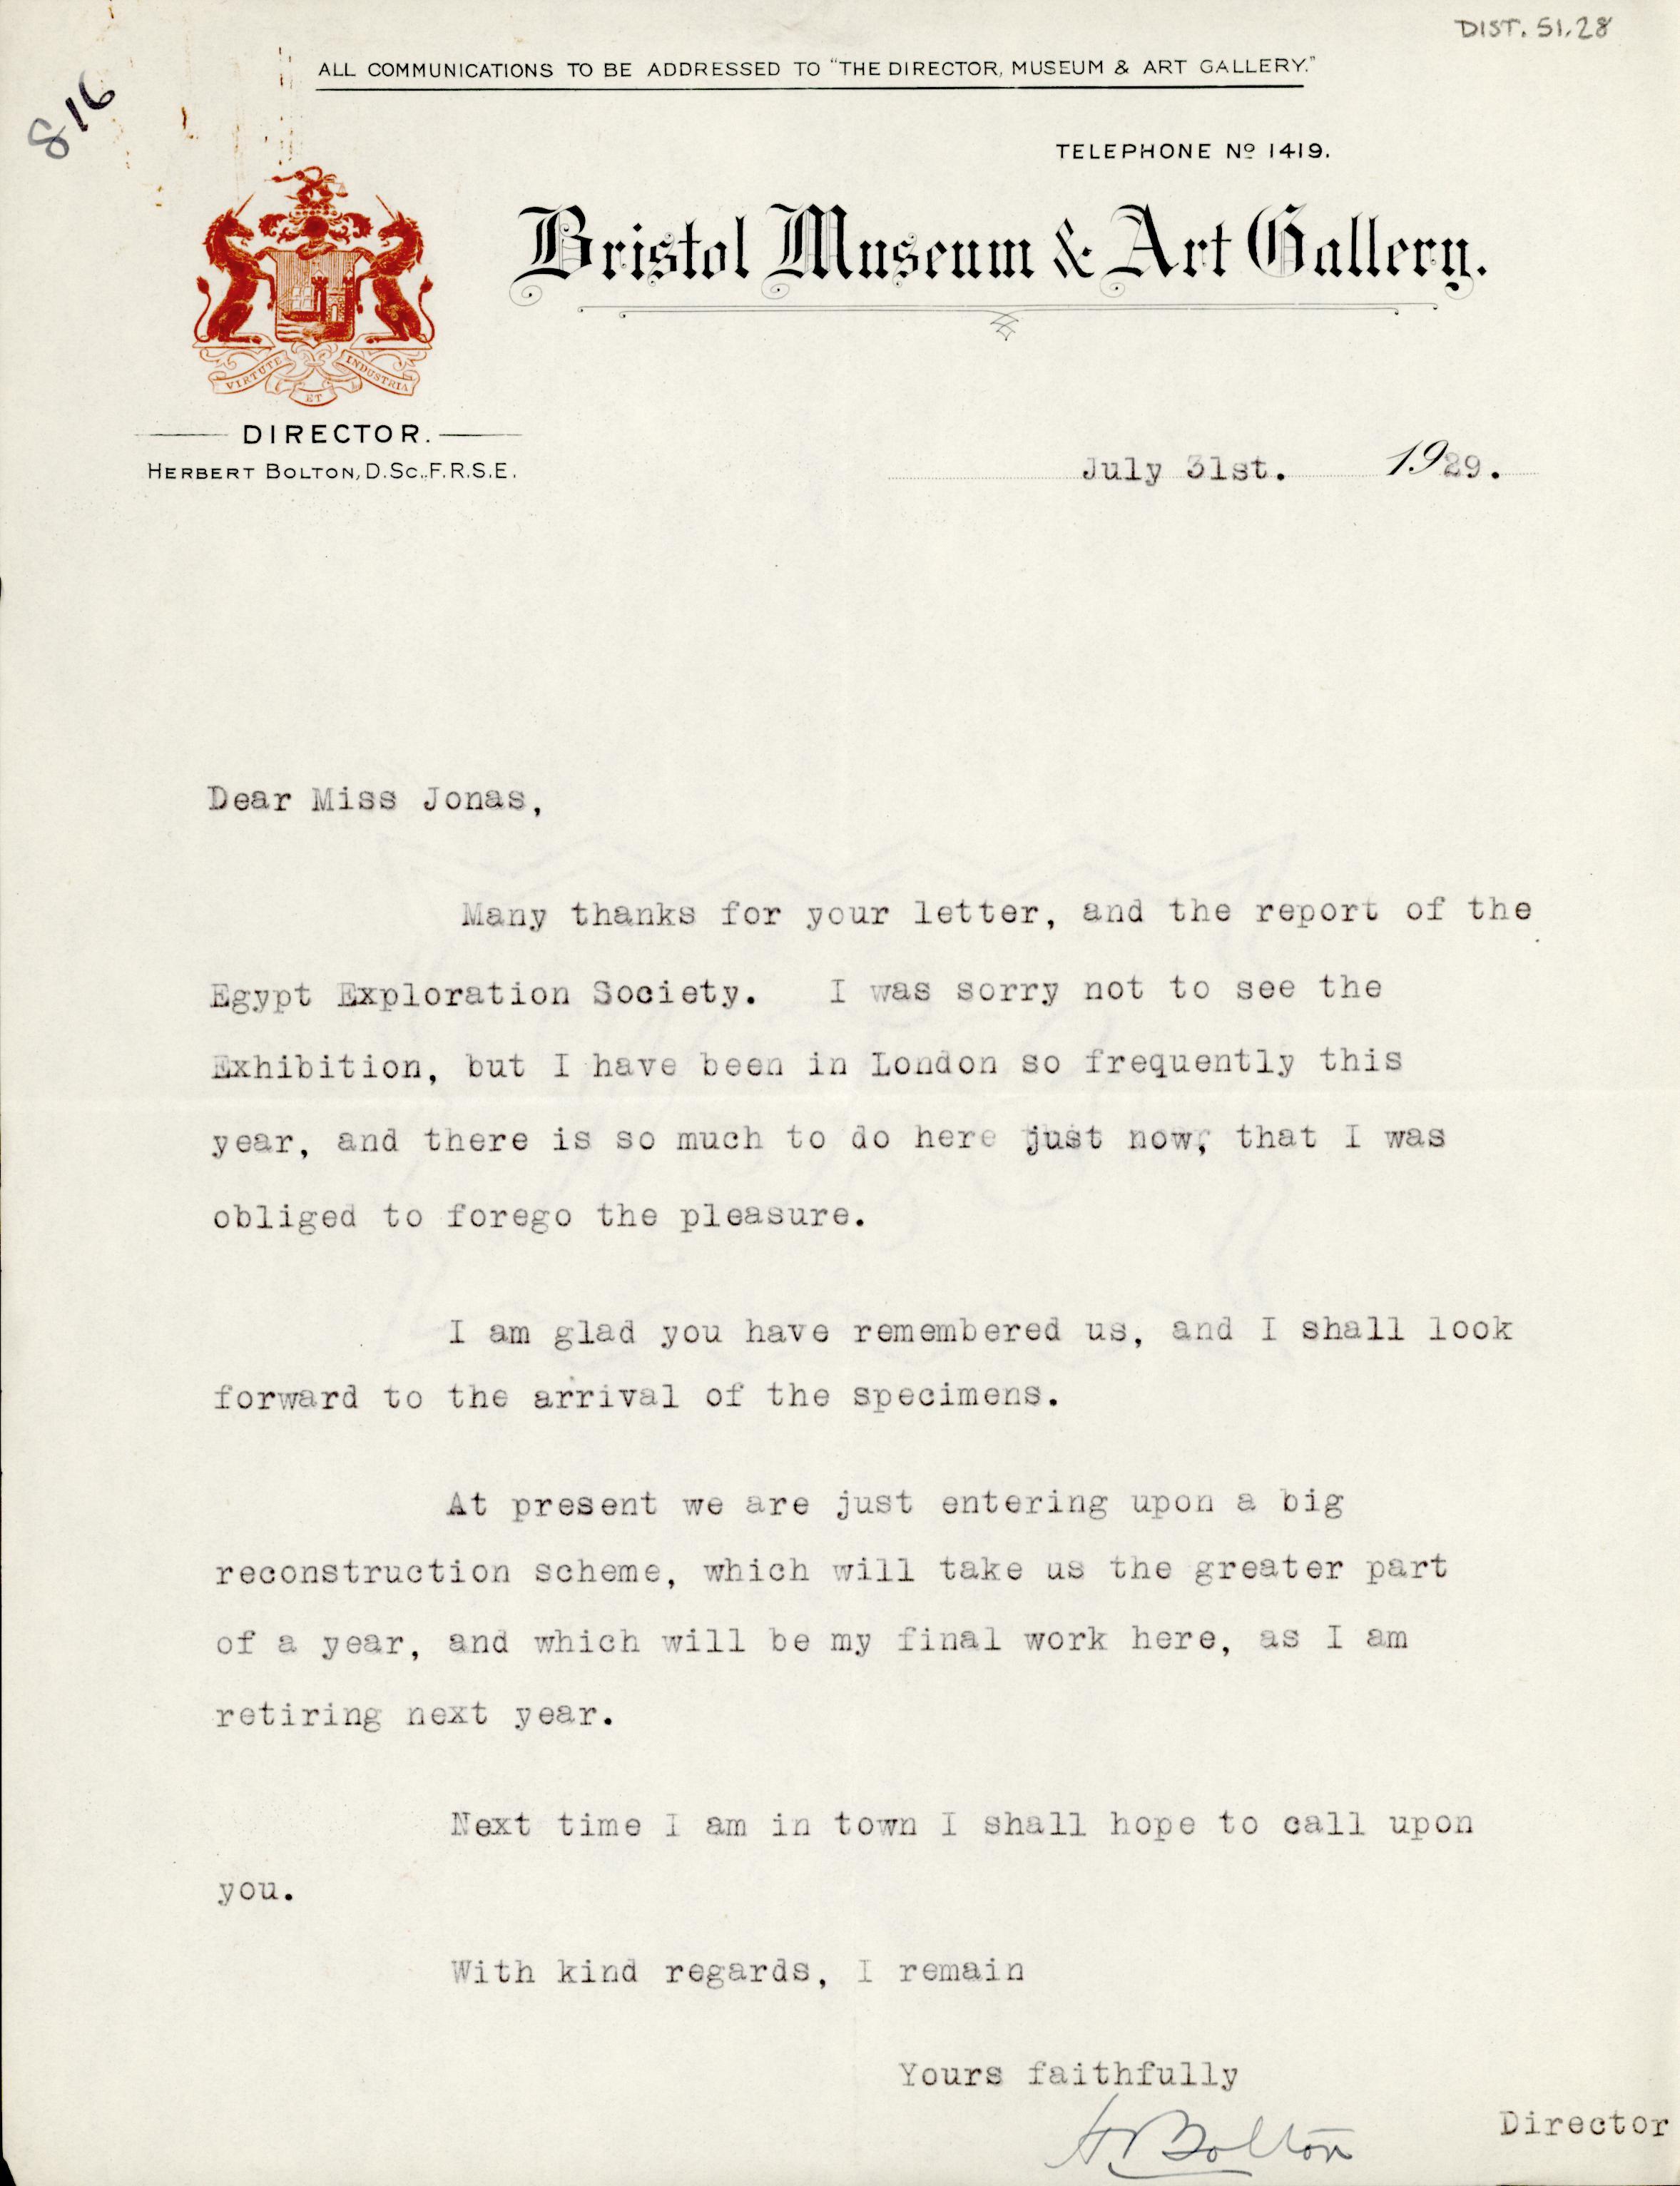 DIST. 51.28
816
ALL COMMUNICATIONS TO BE ADDRESSED TO "THE DIRECTOR, MUSEUM & ART GALLERY."
TELEPHONE Nº 1419.
Bristol Museum & Art Gallery.
VIRTUTE ET INDUSTRIA
DIRECTOR.
HERBERT BOLTON, D.SC., F.R.S.E.
July 31st. 1929.
Dear Miss Jonas,
Many thanks for your letter, and the report of the
Egypt Exploration Society. I was sorry not to see the
Exhibition, but I have been in London so frequently this
year, and there is so much to do here just now, that I was
obliged to forego the pleasure.
I am glad you have remembered us, and I shall look
forward to the arrival of the specimens.
At present we are just entering upon a big
reconstruction scheme, which will take us the greater part
of a year, and which will be my final work here, as I am
retiring next year.
Next time I am in town I shall hope to call upon
you.
With kind regards, I remain
Yours faithfully
H Bolton
Director